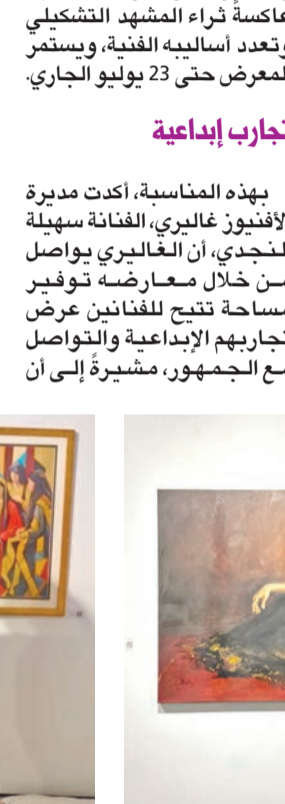 عاكسةً ثراء المشهد التشكيلي
وتعدد أساليبه الفنية، ويستمر
المعرض حتى 23 يوليو الجاري.
تجارب إبداعية
بهذه المناسبة، أكدت مديرة
الأفنيوز غاليري، الفنانة سهيلة
النجدي، أن الغاليري يواصل
من خلال معارضه توفير
مساحة تتيح للفنانين عرض
تجاربهم الإبداعية والتواصل
مع الجمهور، مشيرةً إلى أن